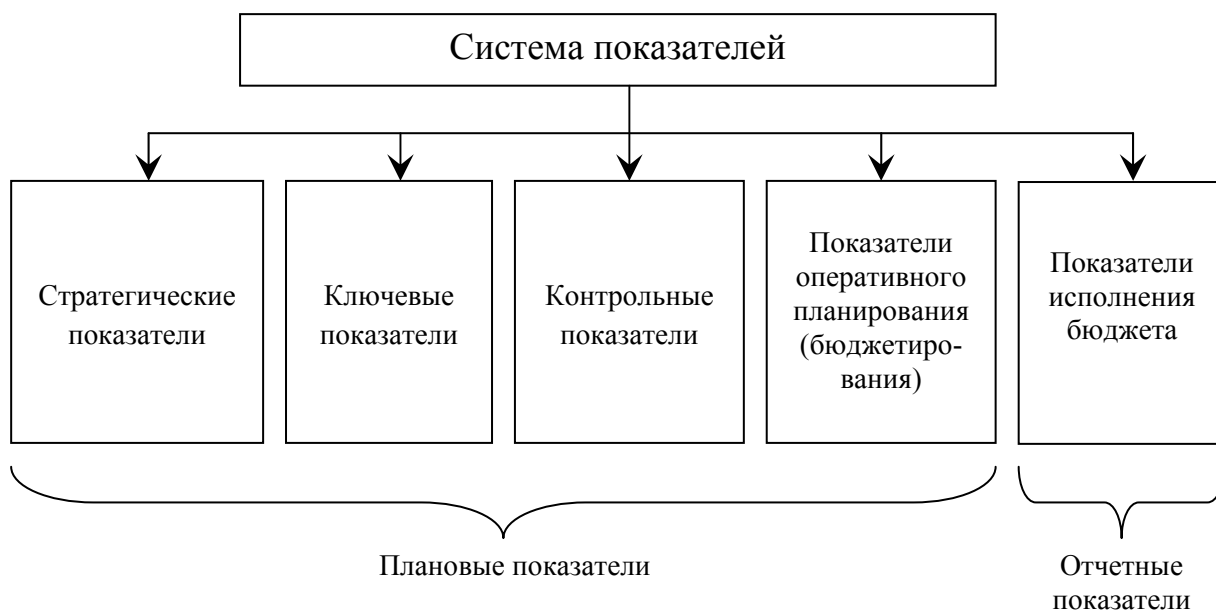 Система показателей
Стратегические
показатели
Ключевые
показатели
Контрольные
показатели
Показатели
оперативного
планирования
(бюджетиро-
вания)
Показатели
исполнения
бюджета
Плановые показатели
Отчетные
показатели